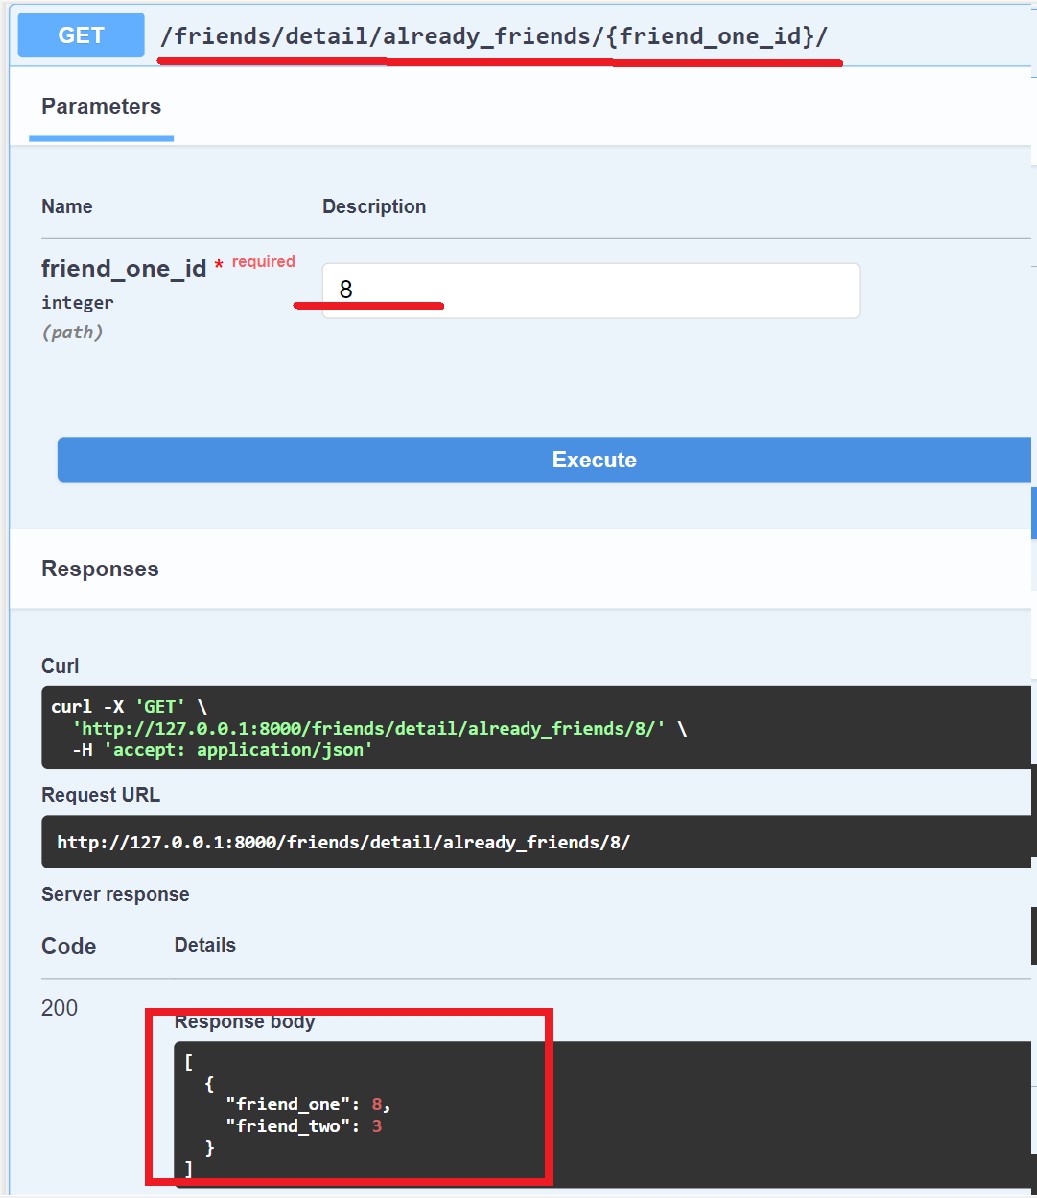 GET /friends/detail/already_friends/{friend_one_id}/
Parameters
Name Description
friend_one_id * required
8
integer
(path)
Execute
Responses
Curl
curl -X 'GET' \
'http://127.0.0.1:8000/friends/detail/already_friends/8/' \
-H 'accept: application/json'
Request URL
http://127.0.0.1:8000/friends/detail/already_friends/8/
Server response
Code Details
200
Response body
[
{
"friend_one": 8,
"friend_two": 3
}
]